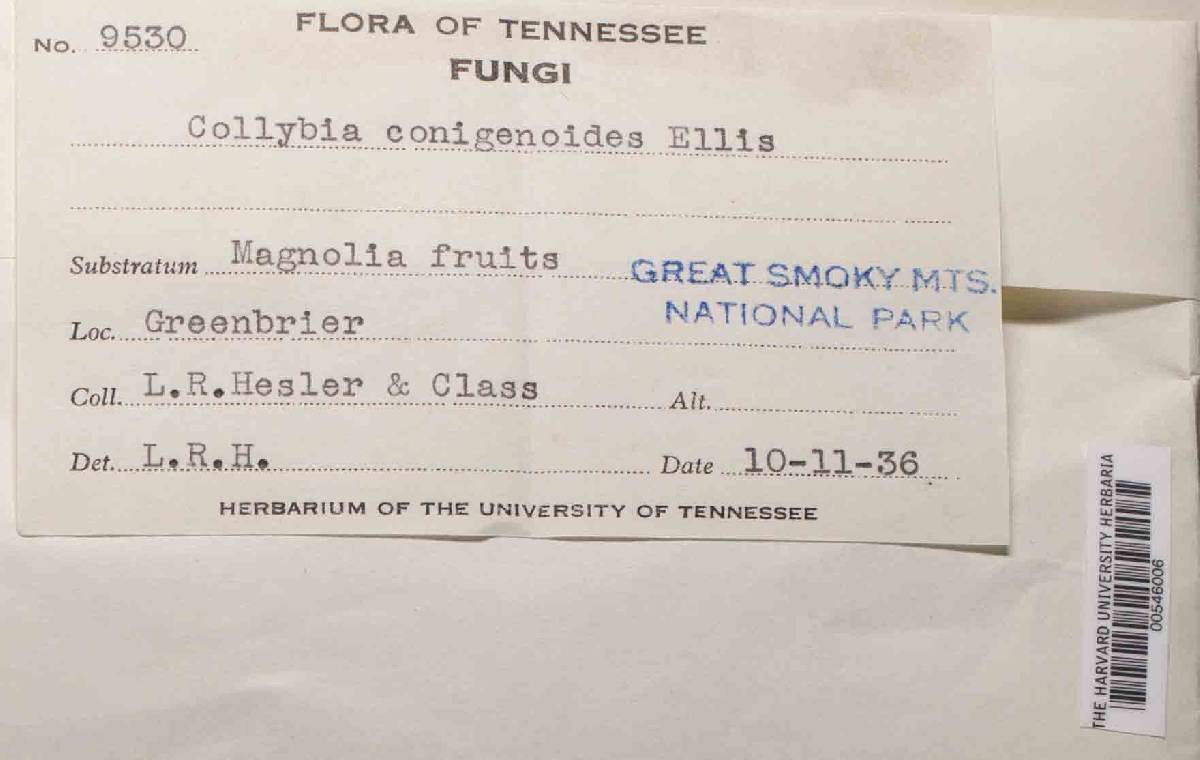 No. 9530
FLORA OF TENNESSEE
FUNGI
Collybia conigenoides Ellis
Substratum Magnolia fruits
GREAT SMOKY MTS.
NATIONAL PARK
Loc. Greenbrier
Coll. L.R.Hesler & Class Alt.
Det. L.R.H. Date 10-11-36
HERBARIUM OF THE UNIVERSITY OF TENNESSEE
THE HARVARD UNIVERSITY HERBARIA
00546006